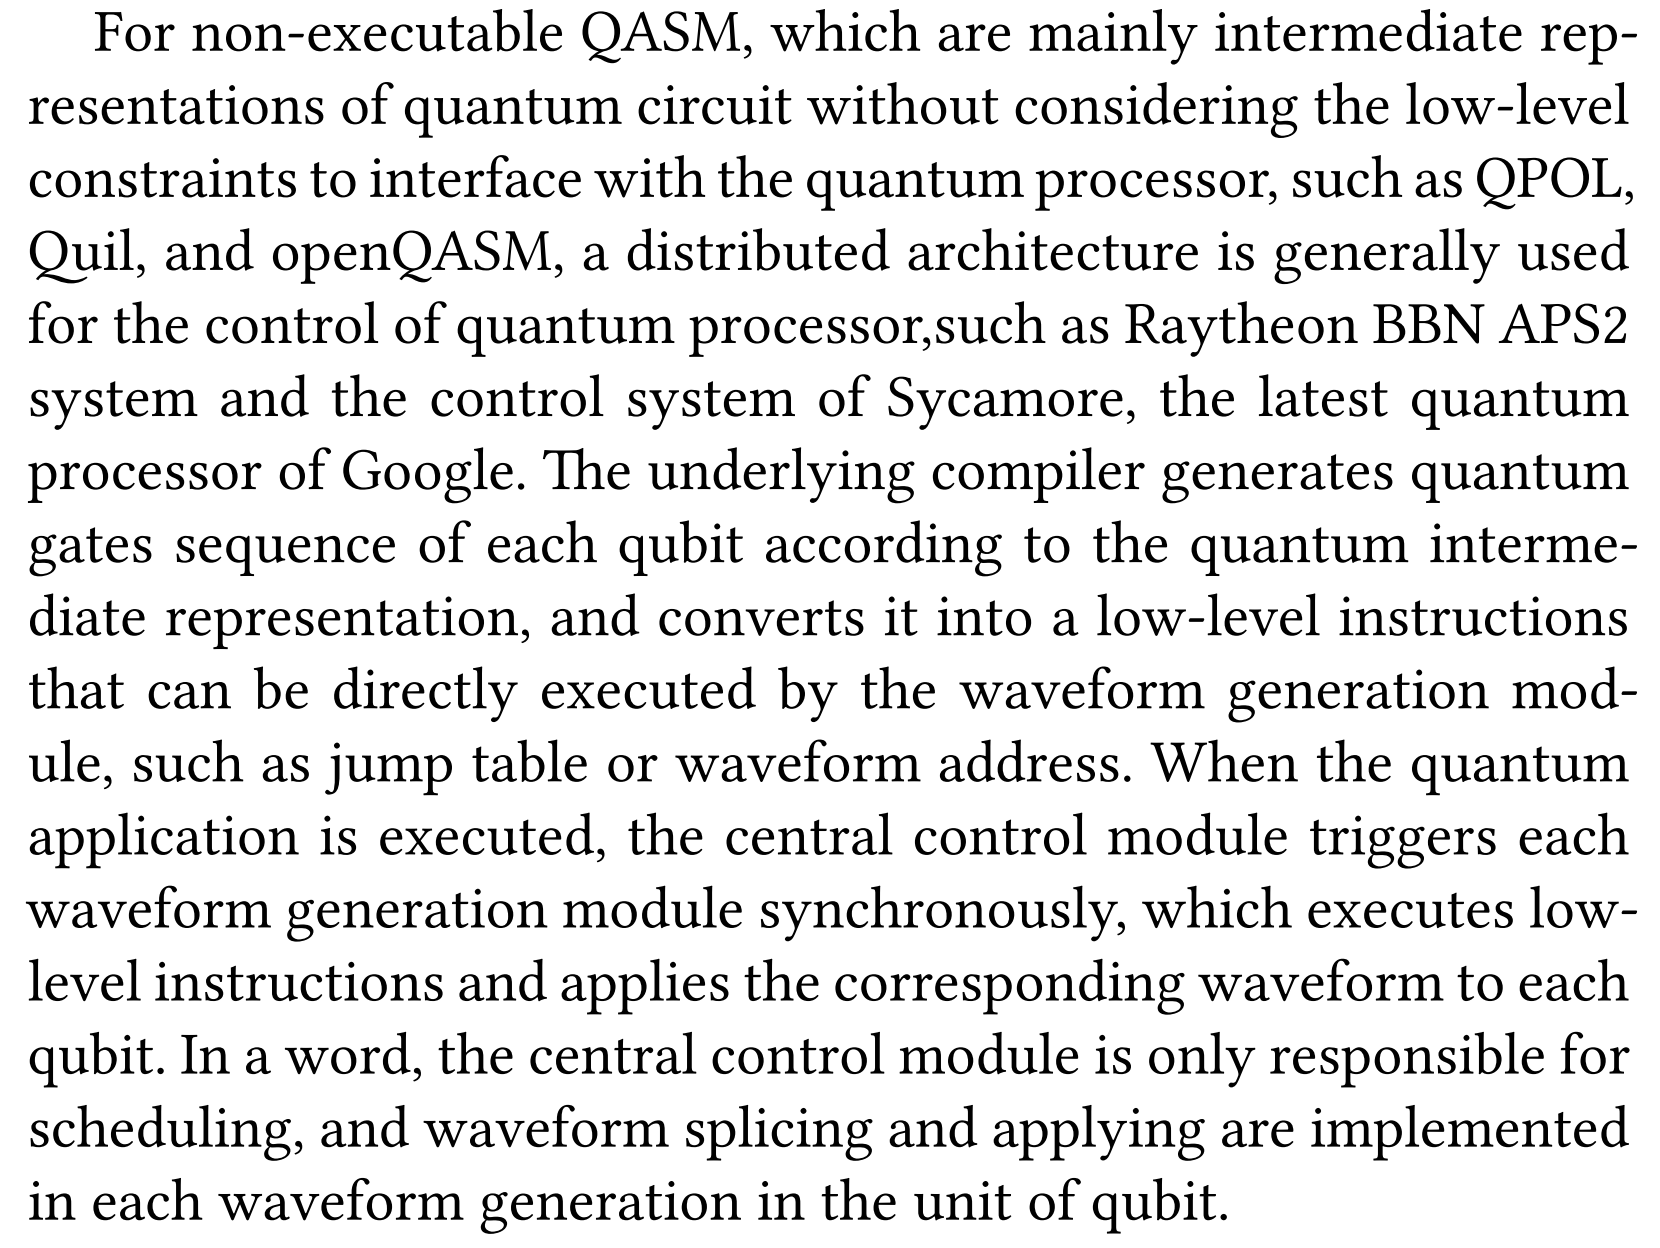 For non-executable QASM, which are mainly intermediate rep-
resentations of quantum circuit without considering the low-level
constraints to interface with the quantum processor, such as QPOL,
Quil, and openQASM, a distributed architecture is generally used
for the control of quantum processor,such as Raytheon BBN APS2
system and the control system of Sycamore, the latest quantum
processor of Google. The underlying compiler generates quantum
gates sequence of each qubit according to the quantum interme-
diate representation, and converts it into a low-level instructions
that can be directly executed by the waveform generation mod-
ule, such as jump table or waveform address. When the quantum
application is executed, the central control module triggers each
waveform generation module synchronously, which executes low-
level instructions and applies the corresponding waveform to each
qubit. In a word, the central control module is only responsible for
scheduling, and waveform splicing and applying are implemented
in each waveform generation in the unit of qubit.